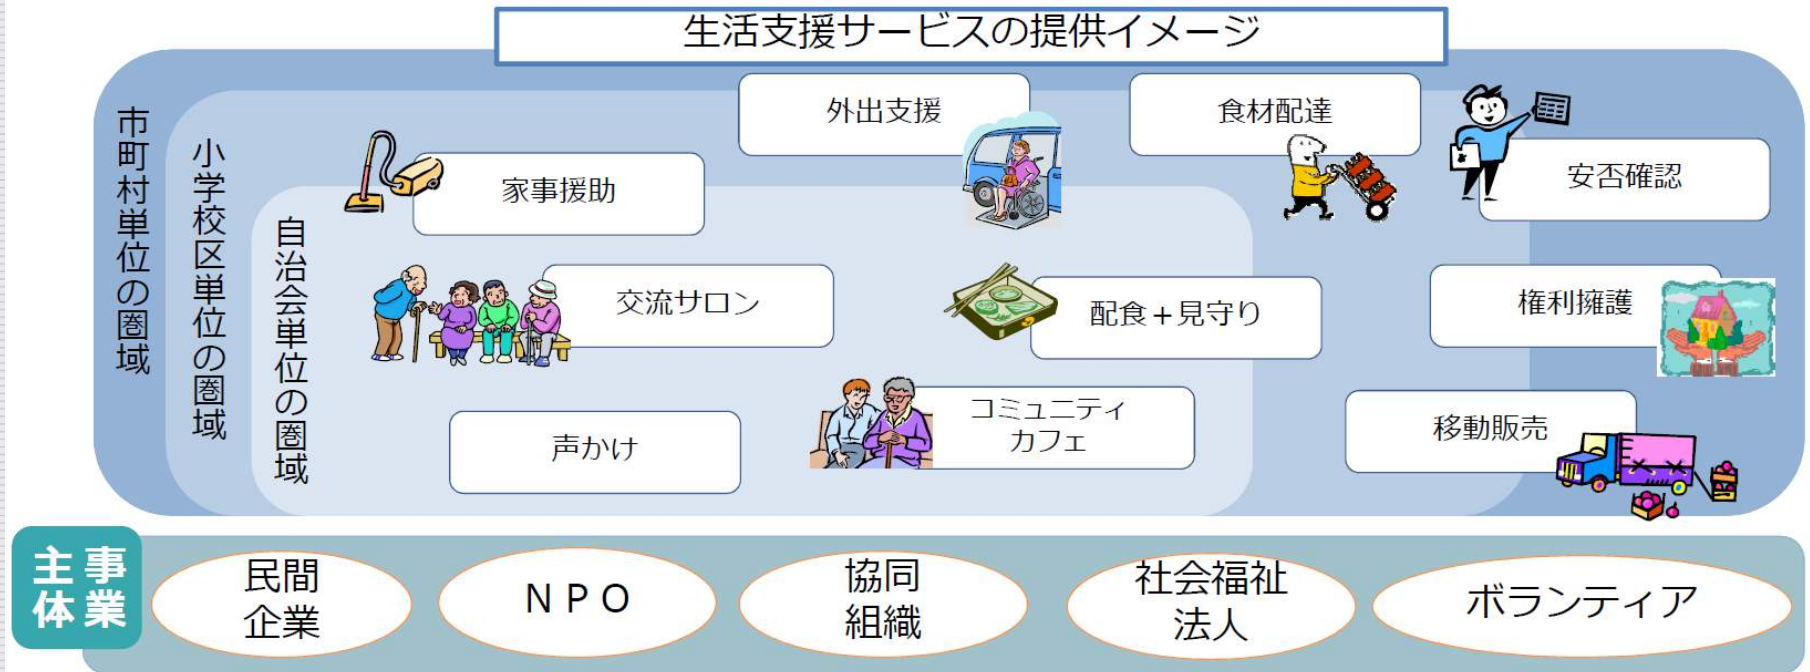 生活支援サービスの提供イメージ
市町村単位の圏域
小学校区単位の圏域
自治会単位の圏域
外出支援
食材配達
安否確認
家事援助
交流サロン
配食+見守り
権利擁護
声かけ
コミュニティ
カフェ
移動販売
事業
主体
民間
企業
NPO
協同
組織
社会福祉
法人
ボランティア